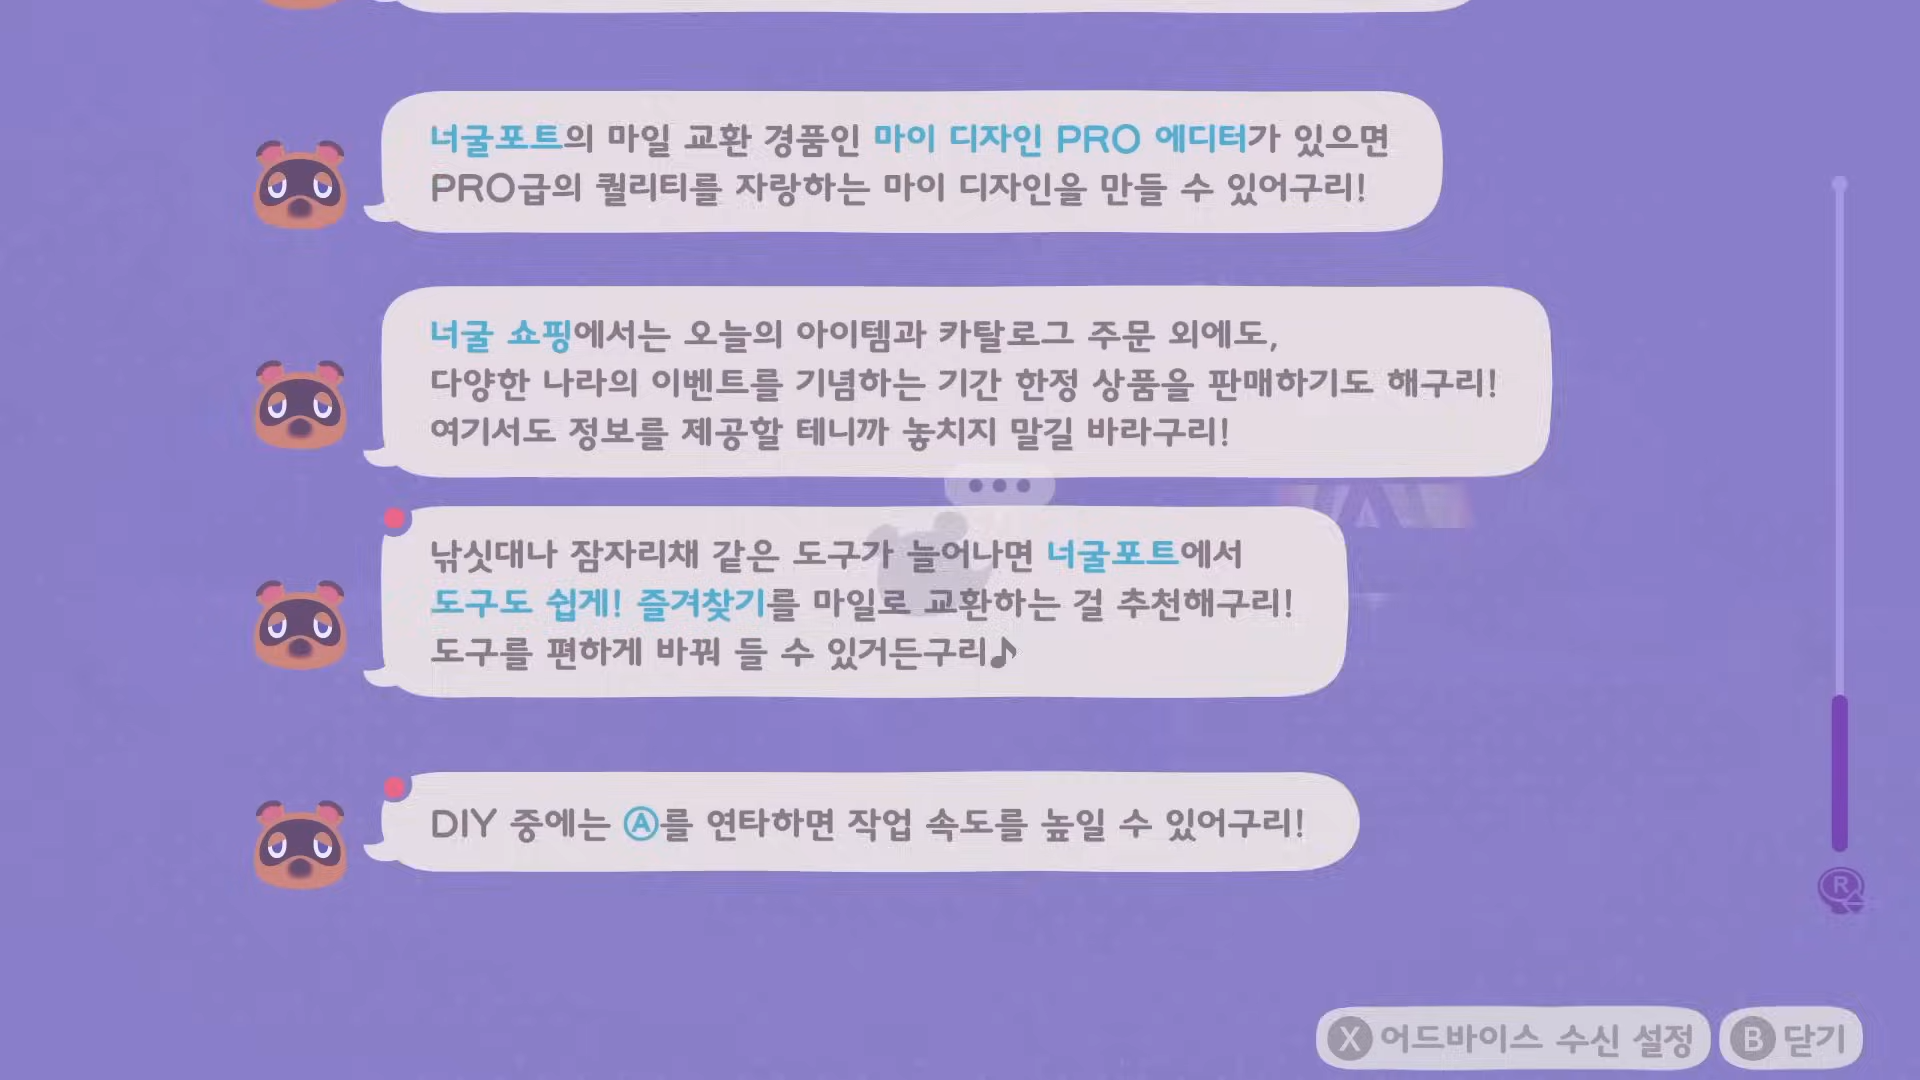 너굴포트의 마일 교환 경품인 마이 디자인 PRO 에디터가 있으면
PRO급의 퀄리티를 자랑하는 마이 디자인을 만들 수 있어구리!
너굴 쇼핑에서는 오늘의 아이템과 카탈로그 주문 외에도,
다양한 나라의 이벤트를 기념하는 기간 한정 상품을 판매하기도 해구리!
여기서도 정보를 제공할 테니까 놓치지 말길 바라구리!
낚싯대나 잠자리채 같은 도구가 늘어나면 너굴포트에서
도구도 쉽게! 즐겨찾기를 마일로 교환하는 걸 추천해구리!
도구를 편하게 바꿔 들 수 있거든구리♪
DIY 중에는 Ⓐ를 연타하면 작업 속도를 높일 수 있어구리!
R
X 어드바이스 수신 설정 B 닫기